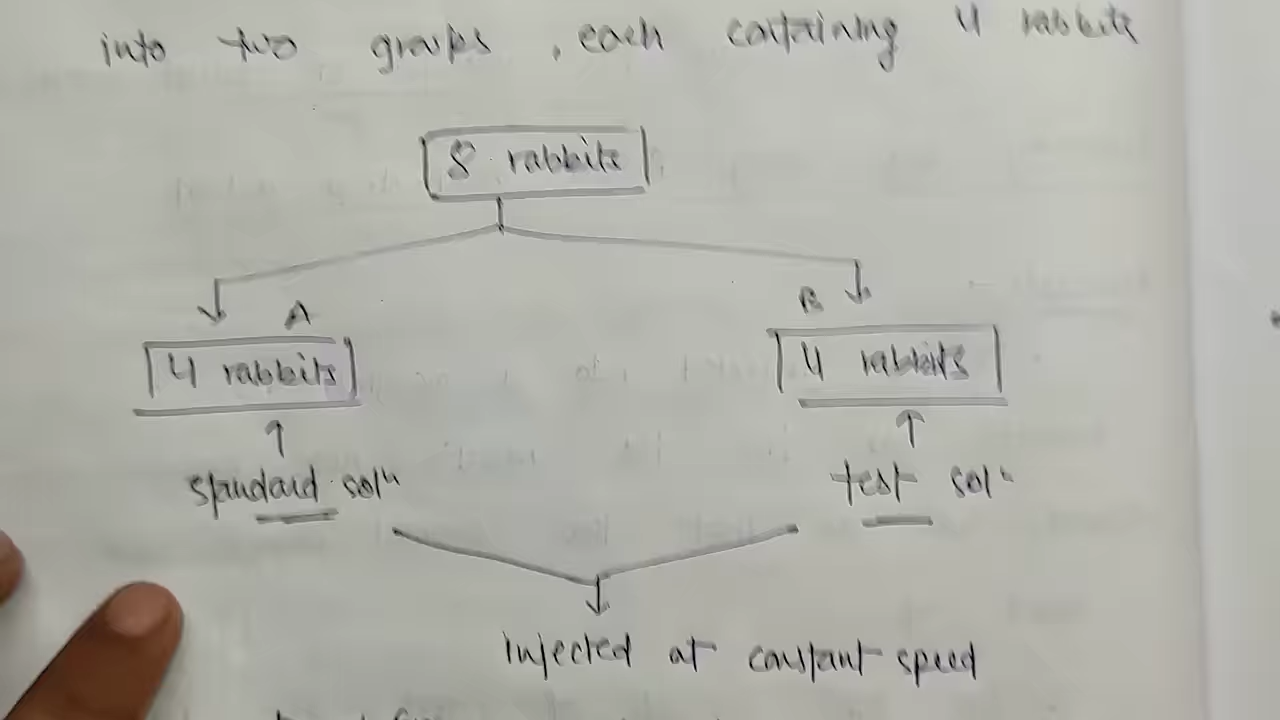 into two groups, each containing 4 rabbits
8 rabbits
A
B
4 rabbits
4 rabbits
standard solⁿ
test solⁿ
injected at constant speed